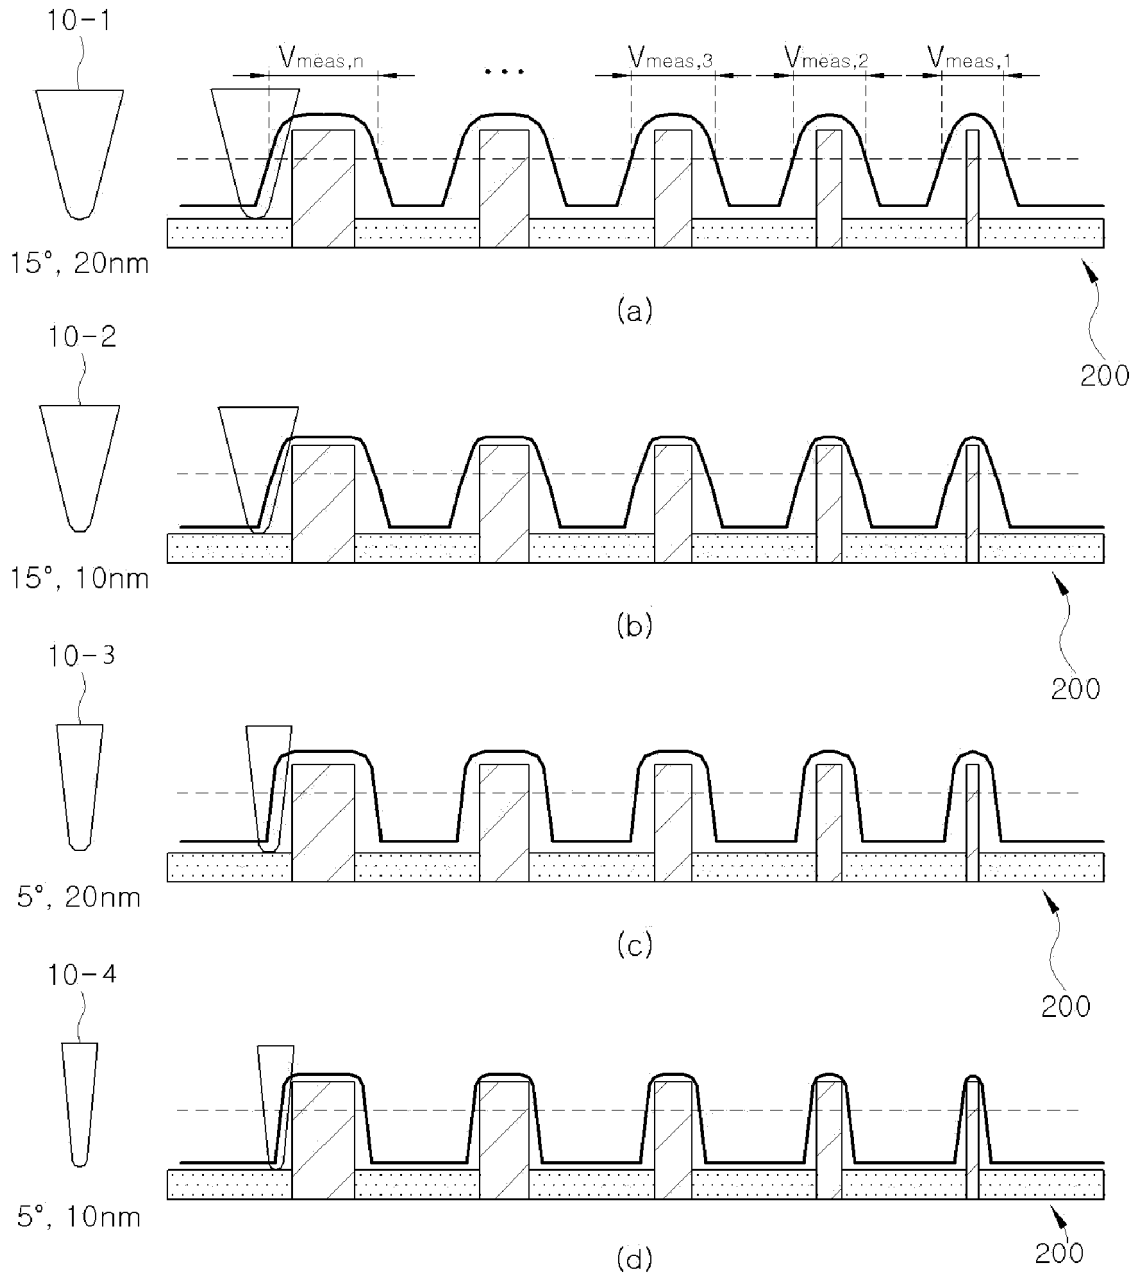 10-1
Vmeas,n ... Vmeas,3 Vmeas,2 Vmeas,1
15°, 20nm
(a)
200
10-2
15°, 10nm
(b)
200
10-3
5°, 20nm
(c)
200
10-4
5°, 10nm
(d)
200